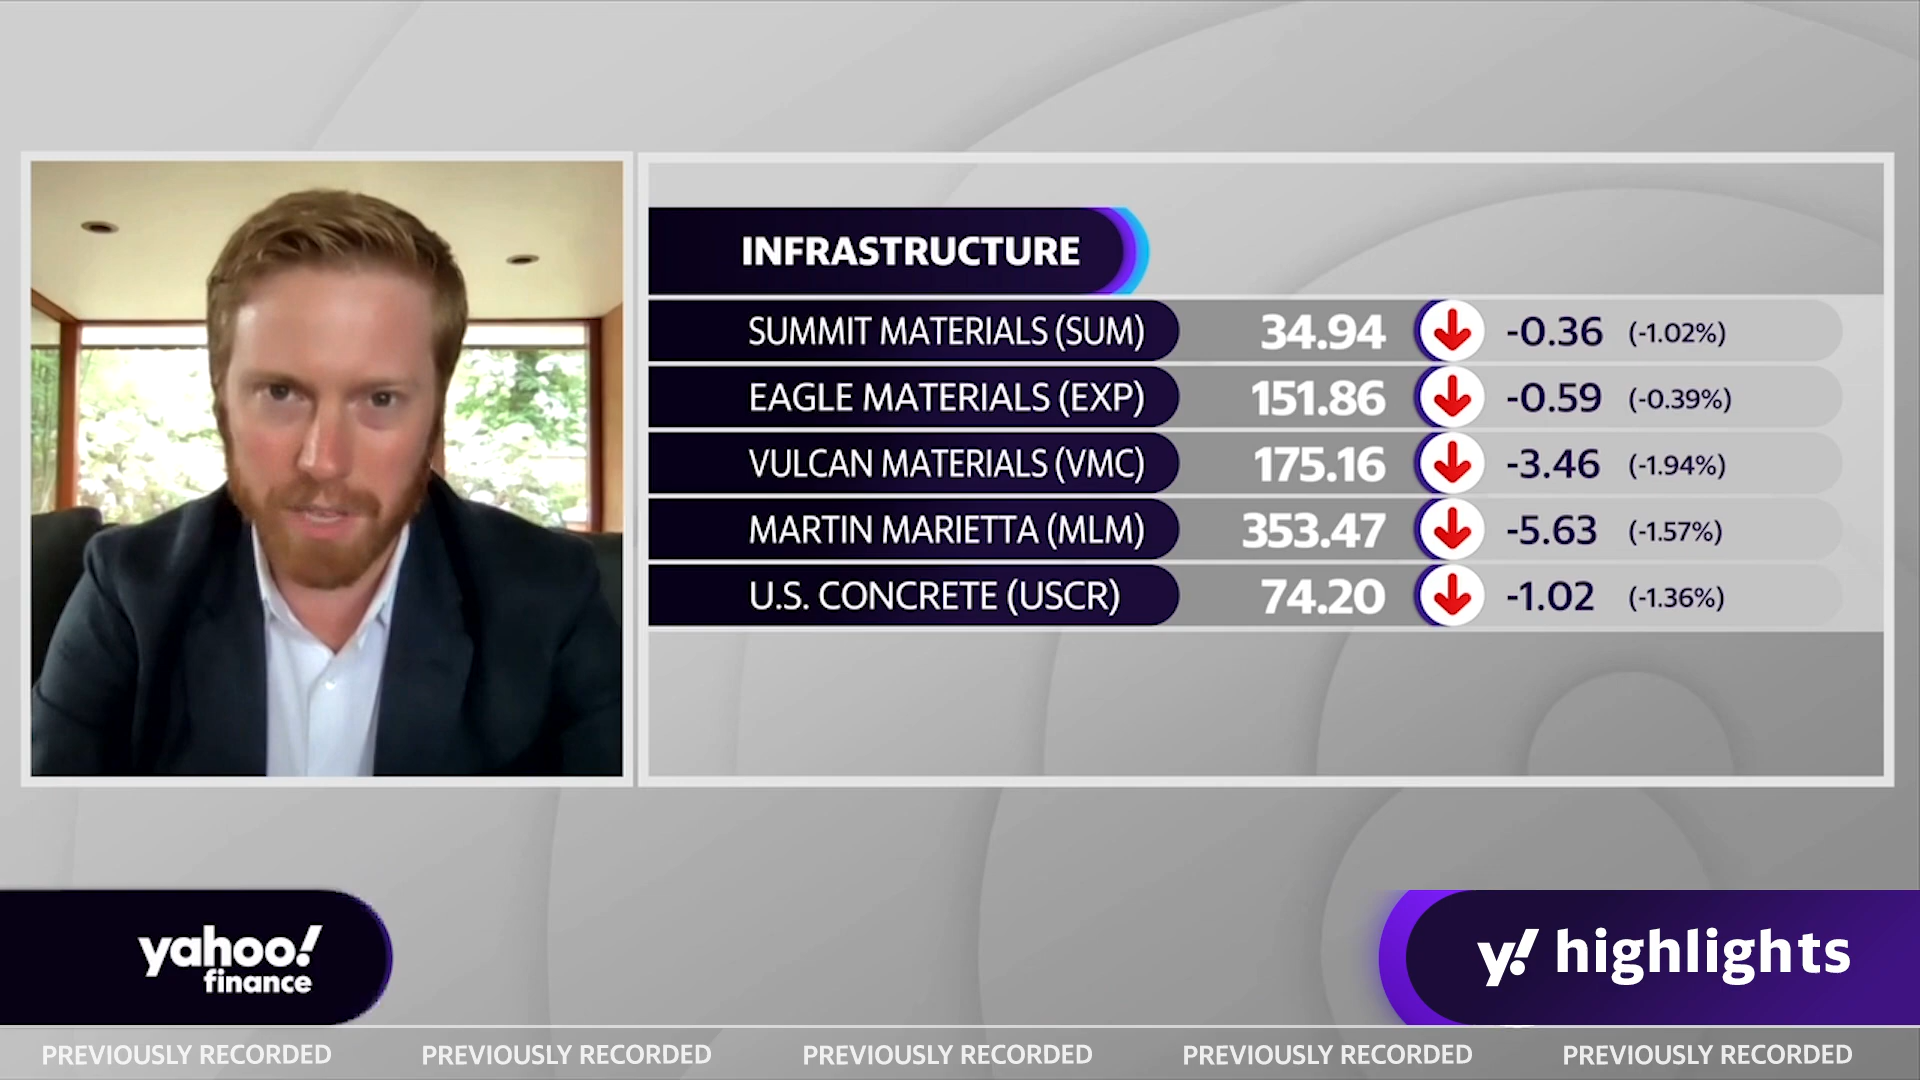 INFRASTRUCTURE
SUMMIT MATERIALS (SUM) 34.94 -0.36 (-1.02%)
EAGLE MATERIALS (EXP) 151.86 -0.59 (-0.39%)
VULCAN MATERIALS (VMC) 175.16 -3.46 (-1.94%)
MARTIN MARIETTA (MLM) 353.47 -5.63 (-1.57%)
U.S. CONCRETE (USCR) 74.20 -1.02 (-1.36%)
yahoo!
finance
y! highlights
PREVIOUSLY RECORDED PREVIOUSLY RECORDED PREVIOUSLY RECORDED PREVIOUSLY RECORDED PREVIOUSLY RECORDED